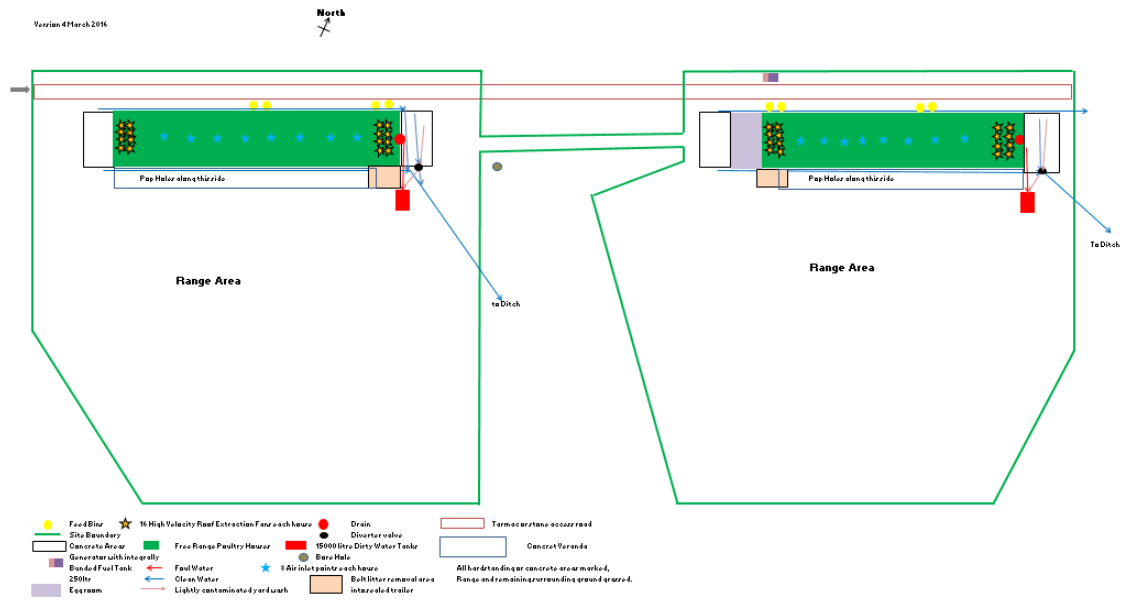 North
Version 4 March 2016
Pop Holes along this side
Pop Holes along this side
To Ditch
Range Area
Range Area
to Ditch
Feed Bins
16 High Velocity Roof Extraction Fans each house
Drain
Tarmac or stone access road
Site Boundary
Diverter valve
Concrete Areas
Free Range Poultry Houses
15000 litre Dirty Water Tanks
Concret Veranda
Generator with integrally
Bore Hole
Bunded Fuel Tank
Foul Water
8 Air inlet points each house
All hardstanding or concrete areas marked,
250ltr
Clean Water
Belt litter removal area
Range and remaining surrounding ground grassed.
Egg room
Lightly contaminated yard wash
into sealed trailer